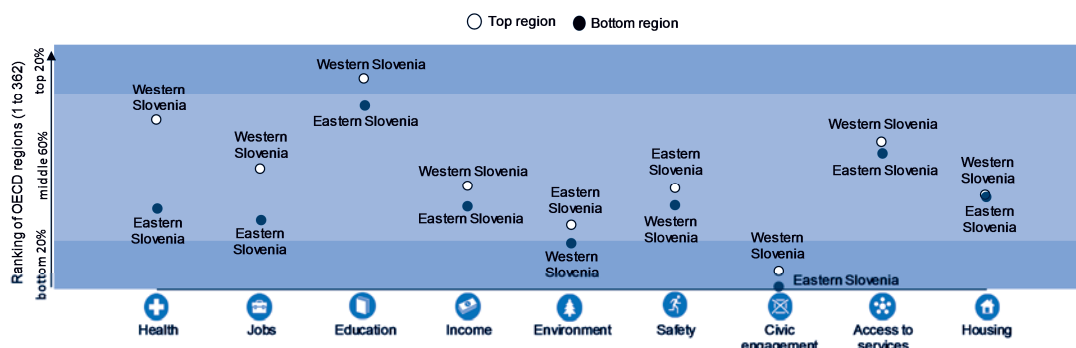 Top region
Bottom region
Ranking of OECD regions (1 to 362)
top 20%
middle 60%
bottom 20%
Western
Slovenia
Eastern
Slovenia
Western
Slovenia
Eastern
Slovenia
Western Slovenia
Eastern Slovenia
Western Slovenia
Eastern Slovenia
Eastern
Slovenia
Western
Slovenia
Eastern
Slovenia
Western
Slovenia
Western
Slovenia
Eastern Slovenia
Western Slovenia
Eastern Slovenia
Western
Slovenia
Eastern
Slovenia
Health
Jobs
Education
Income
Environment
Safety
Civic
engagement
Access to
services
Housing